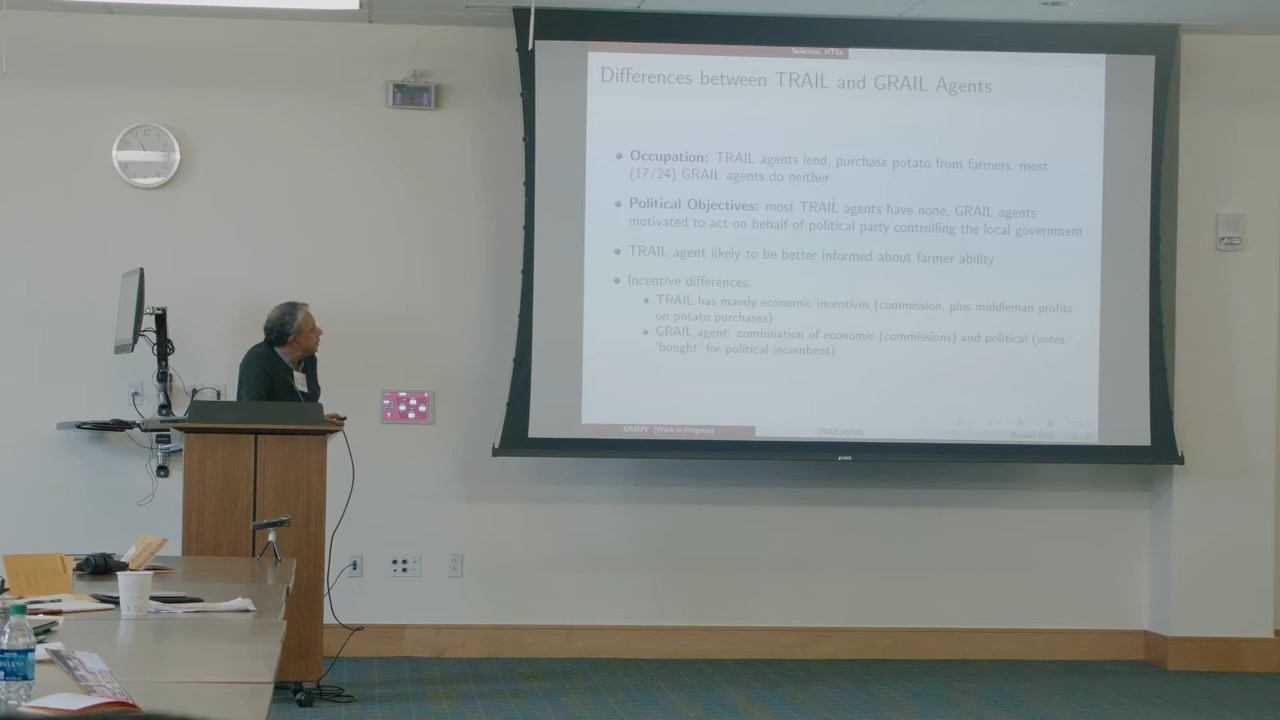 Selection, HTEs
Differences between TRAIL and GRAIL Agents
Occupation: TRAIL agents lend, purchase potato from farmers, most
(17/24) GRAIL agents do neither
Political Objectives: most TRAIL agents have none, GRAIL agents
motivated to act on behalf of political party controlling the local government
TRAIL agent likely to be better informed about farmer ability
Incentive differences:
TRAIL has mainly economic incentives (commission, plus middleman profits
on potato purchases)
GRAIL agent: combination of economic (commissions) and political (votes
'bought' for political incumbent)
MMMV (Work-in-Progress)
October